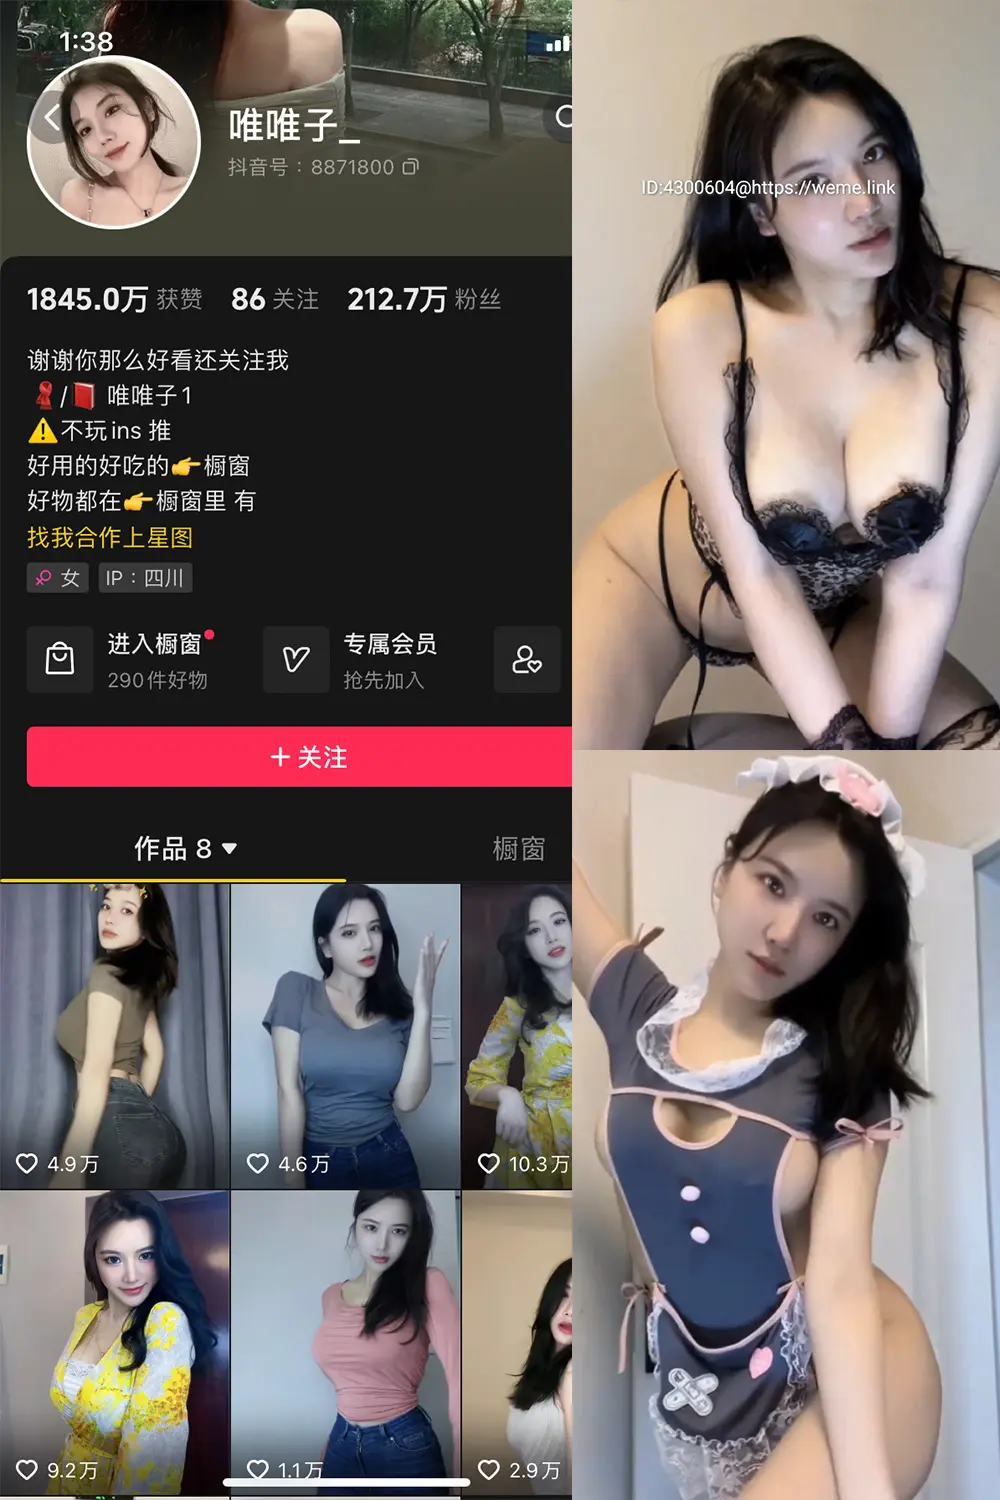 1:38
唯唯子_
抖音号：8871800
1845.0万 获赞 86 关注 212.7万 粉丝
谢谢你那么好看还关注我
🧣/📕 唯唯子1
⚠️不玩ins 推
好用的好吃的👉橱窗
好物都在👉橱窗里 有
找我合作上星图
女 IP：四川
进入橱窗 专属会员
290件好物 抢先加入
+ 关注
作品 8 橱窗
4.9万 4.6万 10.3万
9.2万 1.1万 2.9万
ID:4300604@https://weme.link